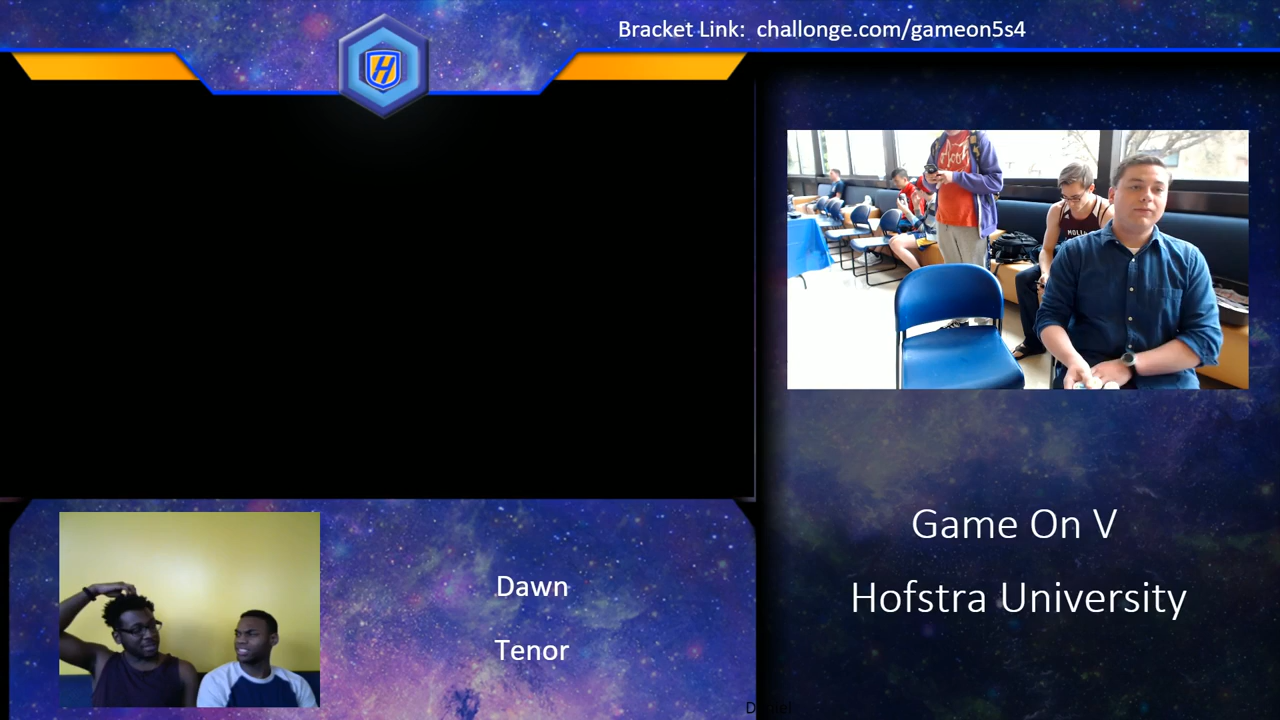 Bracket Link: challonge.com/gameon5s4
H
Game On V
Hofstra University
Dawn
Tenor